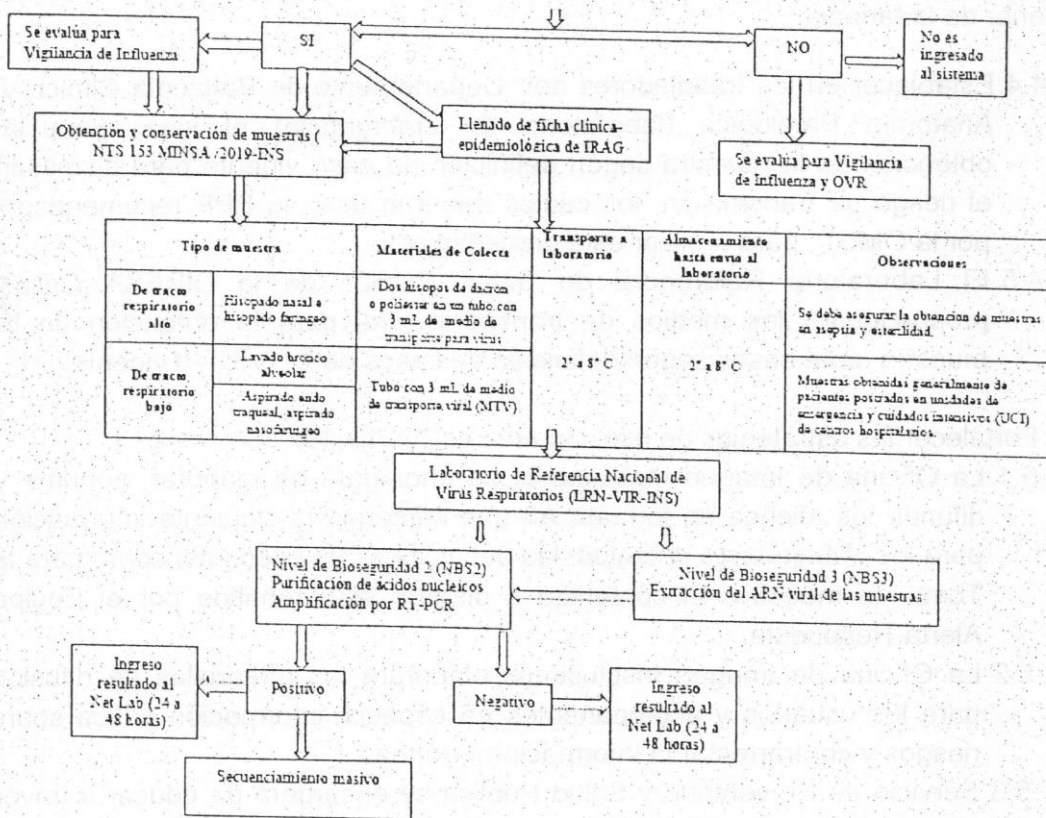 Se evalúa para
Vigilancia de Influenza
SI
NO
No es
ingresado
al sistema
Obtención y conservación de muestras (
NTS 153 MINSA /2019-INS
Llenado de ficha clínica-
epidemiológica de IRAG
Se evalúa para Vigilancia
de Influenza y OVR
Tipo de muestra
Materiales de Colecta
Transporte a
laboratorio
Almacenamiento
hasta envío al
laboratorio
Observaciones
De tracto
respiratorio
alto
Hisopado nasal e
hisopado faríngeo
Dos hisopos de dacrón
o poliéster en un tubo con
3 mL de medio de
transporte para virus
2° a 8° C
2° a 8° C
Se debe asegurar la obtención de muestras
en asepsia y esterilidad.
De tracto
respiratorio
bajo
Lavado bronco
alveolar
Aspirado endo
traqueal, aspirado
nasofaríngeo
Tubo con 3 mL de medio
de transporte viral (MTV)
Muestras obtenidas generalmente de
pacientes postrados en unidades de
emergencia y cuidados intensivos (UCI)
de centros hospitalarios.
Laboratorio de Referencia Nacional de
Virus Respiratorios (LRN-VIR-INS)
Nivel de Bioseguridad 2 (NBS2)
Purificación de ácidos nucleicos
Amplificación por RT-PCR
Nivel de Bioseguridad 3 (NBS3)
Extracción del ARN viral de las muestras
Ingreso
resultado al
Net Lab (24 a
48 horas)
Positivo
Negativo
Ingreso
resultado al
Net Lab (24 a
48 horas)
Secuenciamiento masivo